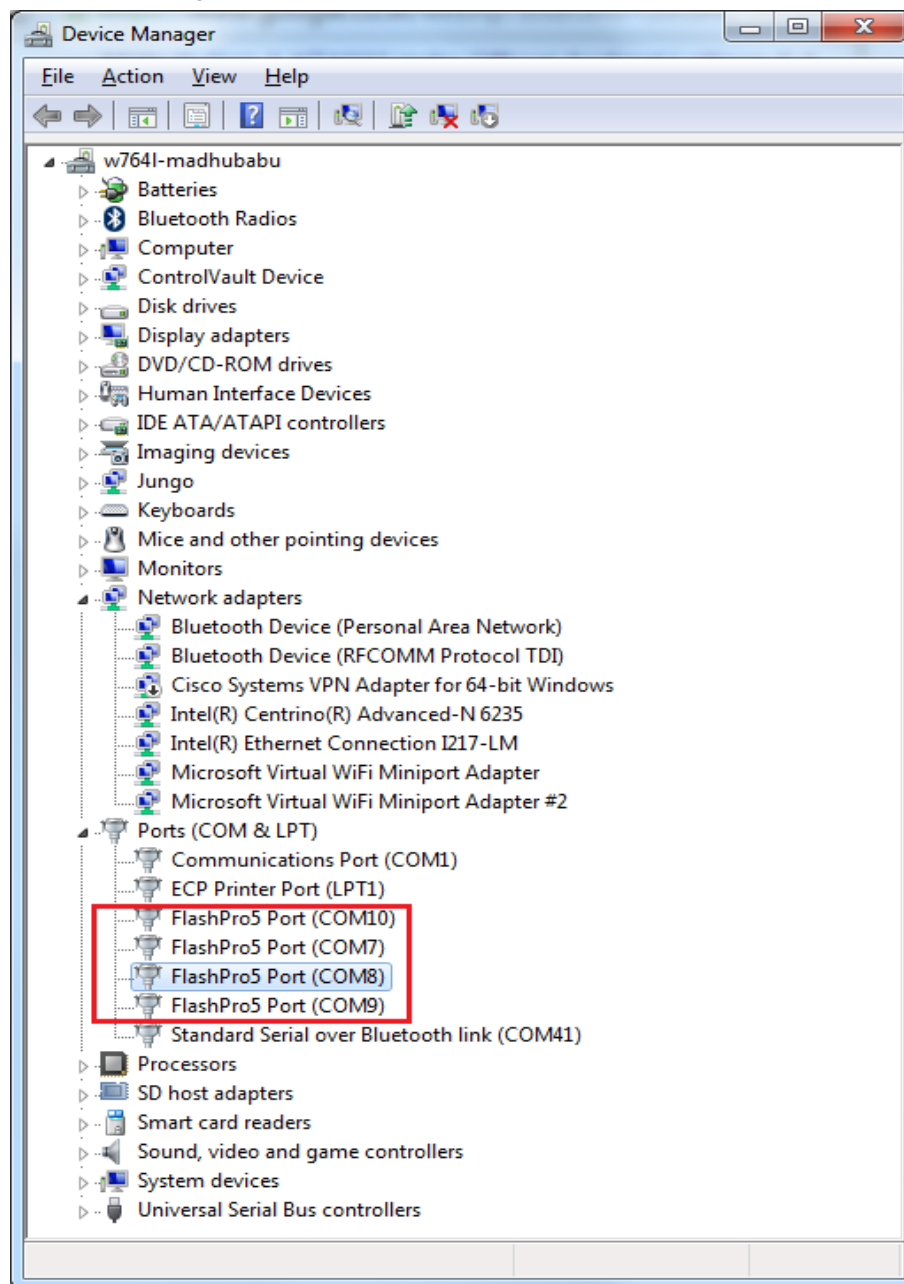 Device Manager
File Action View Help
w764l-madhubabu
Batteries
Bluetooth Radios
Computer
ControlVault Device
Disk drives
Display adapters
DVD/CD-ROM drives
Human Interface Devices
IDE ATA/ATAPI controllers
Imaging devices
Jungo
Keyboards
Mice and other pointing devices
Monitors
Network adapters
Bluetooth Device (Personal Area Network)
Bluetooth Device (RFCOMM Protocol TDI)
Cisco Systems VPN Adapter for 64-bit Windows
Intel(R) Centrino(R) Advanced-N 6235
Intel(R) Ethernet Connection I217-LM
Microsoft Virtual WiFi Miniport Adapter
Microsoft Virtual WiFi Miniport Adapter #2
Ports (COM & LPT)
Communications Port (COM1)
ECP Printer Port (LPT1)
FlashPro5 Port (COM10)
FlashPro5 Port (COM7)
FlashPro5 Port (COM8)
FlashPro5 Port (COM9)
Standard Serial over Bluetooth link (COM41)
Processors
SD host adapters
Smart card readers
Sound, video and game controllers
System devices
Universal Serial Bus controllers